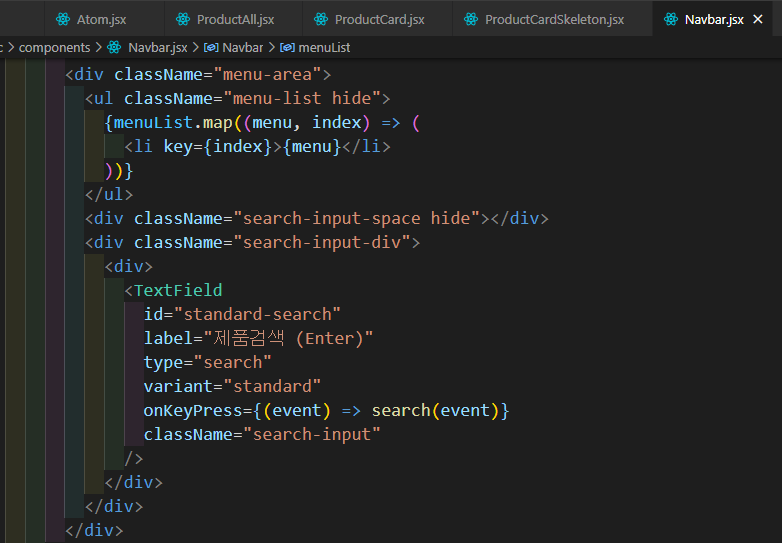 Atom.jsx ProductAll.jsx ProductCard.jsx ProductCardSkeleton.jsx Navbar.jsx
c > components > Navbar.jsx > Navbar > menuList
<div className="menu-area">
<ul className="menu-list hide">
{menuList.map((menu, index) => (
<li key={index}>{menu}</li>
))}
</ul>
<div className="search-input-space hide"></div>
<div className="search-input-div">
<div>
<TextField
id="standard-search"
label="제품검색 (Enter)"
type="search"
variant="standard"
onKeyPress={(event) => search(event)}
className="search-input"
/>
</div>
</div>
</div>